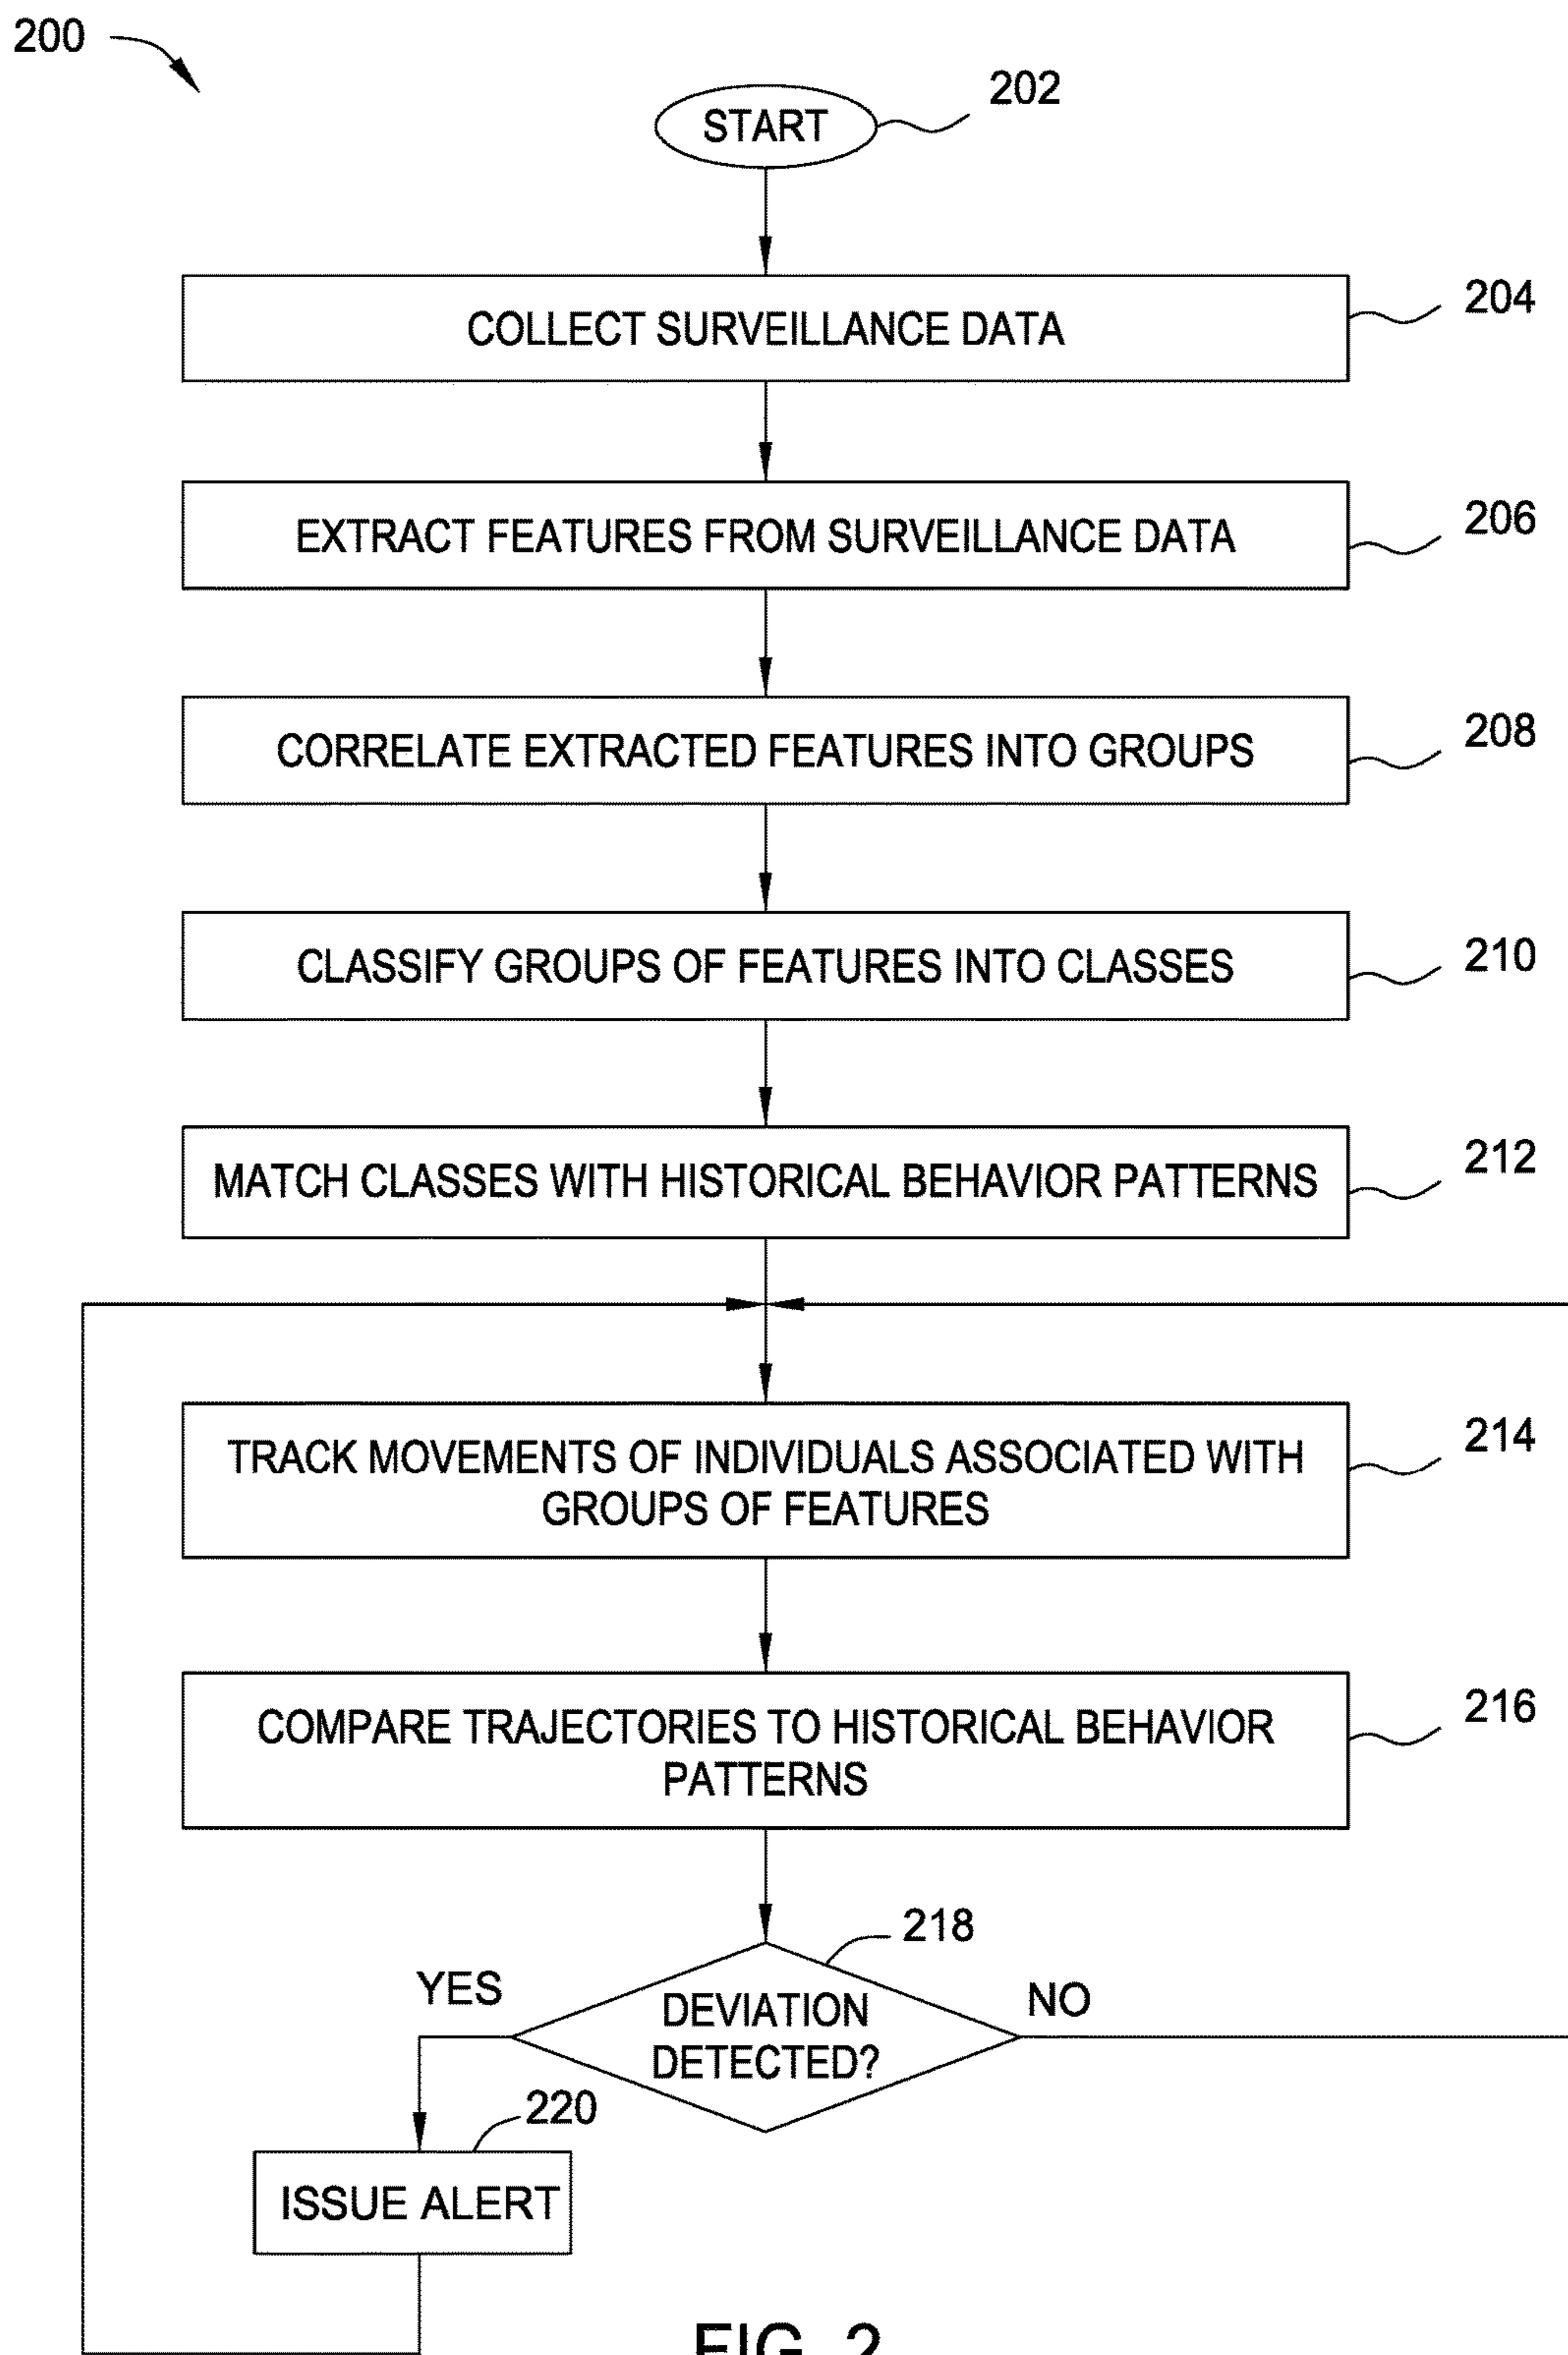 200
START
202
COLLECT SURVEILLANCE DATA
204
EXTRACT FEATURES FROM SURVEILLANCE DATA
206
CORRELATE EXTRACTED FEATURES INTO GROUPS
208
CLASSIFY GROUPS OF FEATURES INTO CLASSES
210
MATCH CLASSES WITH HISTORICAL BEHAVIOR PATTERNS
212
TRACK MOVEMENTS OF INDIVIDUALS ASSOCIATED WITH
GROUPS OF FEATURES
214
COMPARE TRAJECTORIES TO HISTORICAL BEHAVIOR
PATTERNS
216
218
YES
DEVIATION
DETECTED?
NO
220
ISSUE ALERT
FIG. 2